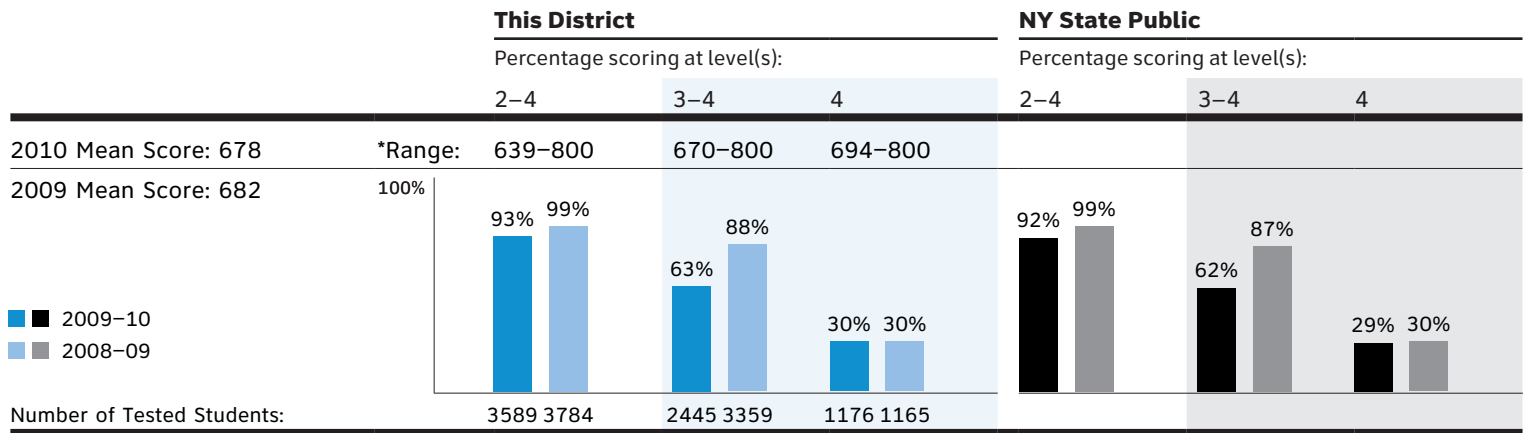 This District NY State Public
Percentage scoring at level(s): Percentage scoring at level(s):
2–4 3–4 4 2–4 3–4 4
2010 Mean Score: 678 *Range: 639–800 670–800 694–800
2009 Mean Score: 682 100%
93% 99% 63% 88% 30% 30% 92% 99% 62% 87% 29% 30%
2009–10
2008–09
Number of Tested Students: 3589 3784 2445 3359 1176 1165